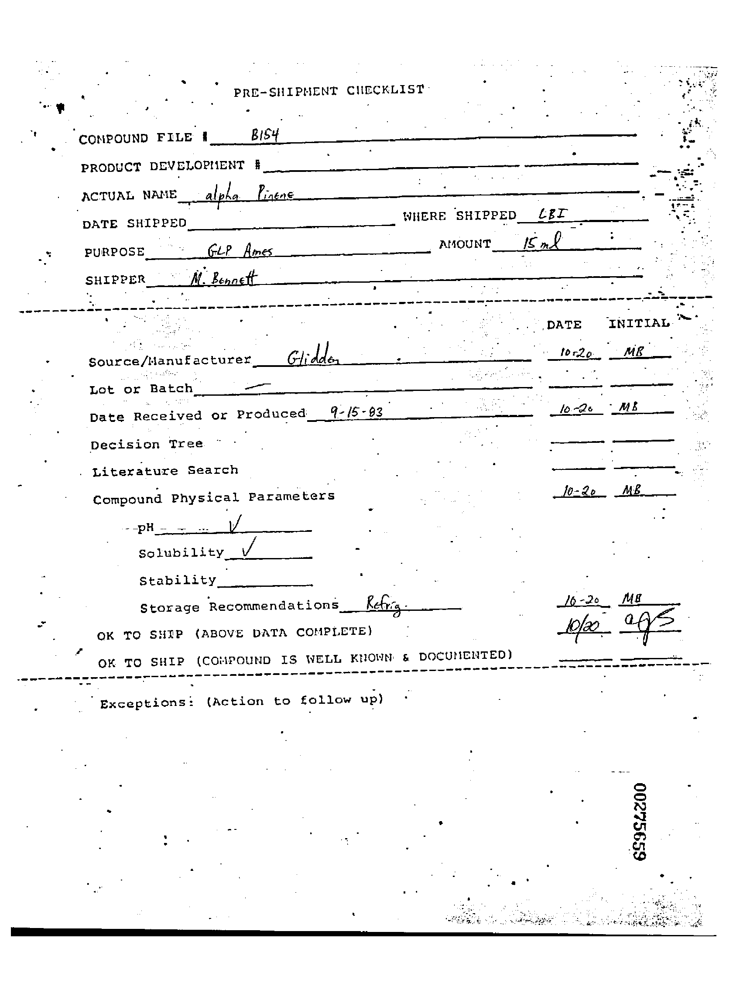 PRE-SHIPMENT CHECKLIST
COMPOUND FILE # B154
PRODUCT DEVELOPMENT #
ACTUAL NAME alpha Pinene
DATE SHIPPED WHERE SHIPPED LBI
PURPOSE GLP Ames AMOUNT 15 ml
SHIPPER M. Bennett
DATE INITIAL
Source/Manufacturer Glidden 10-20 MB
Lot or Batch —
Date Received or Produced 9-15-83 10-20 MB
Decision Tree
Literature Search
Compound Physical Parameters 10-20 MB
pH √
Solubility √
Stability
Storage Recommendations Refrig. 10-20 MB
OK TO SHIP (ABOVE DATA COMPLETE) 10/20 ags
OK TO SHIP (COMPOUND IS WELL KNOWN & DOCUMENTED)
Exceptions: (Action to follow up)
00275659